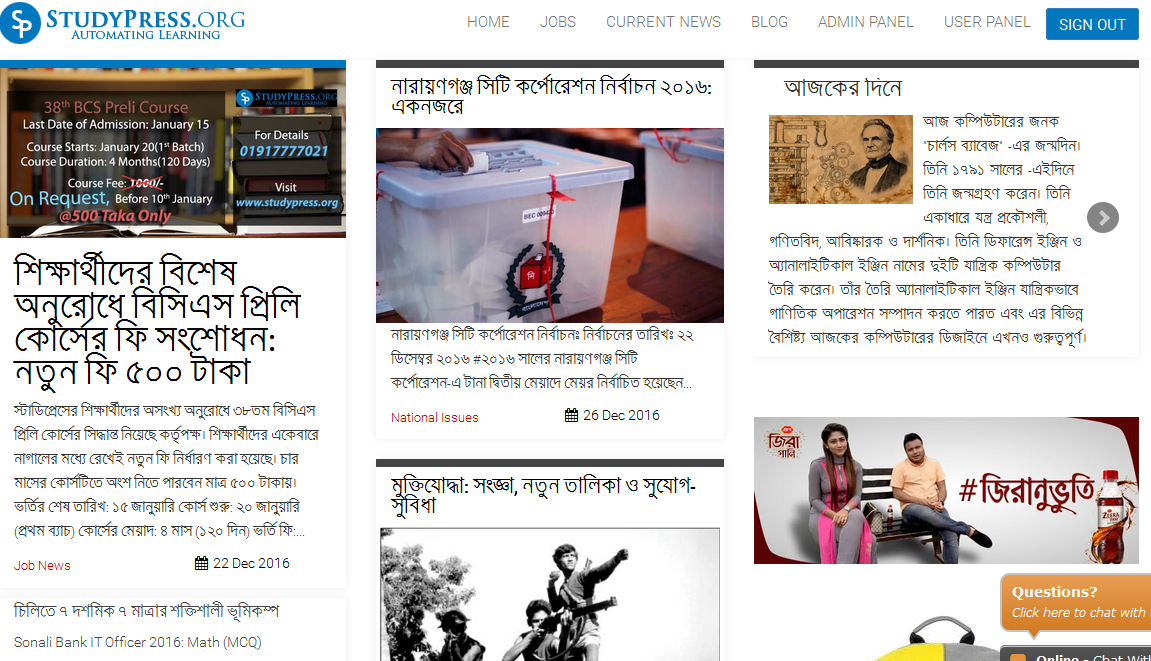 STUDYPRESS.ORG
AUTOMATING LEARNING
HOME
JOBS
CURRENT NEWS
BLOG
ADMIN PANEL
USER PANEL
SIGN OUT
38th BCS Preli Course
Last Date of Admission: January 15
Course Starts: January 20(1st Batch)
Course Duration: 4 Months(120 Days)
Course Fee: 1000/-
On Request, Before 10th January
@500 Taka Only
STUDYPRESS.ORG
AUTOMATING LEARNING
For Details
01917777021
Visit
www.studypress.org
শিক্ষার্থীদের বিশেষ
অনুরোধে বিসিএস প্রিলি
কোর্সের ফি সংশোধন:
নতুন ফি ৫০০ টাকা
স্টাডিপ্রেসের শিক্ষার্থীদের অসংখ্য অনুরোধে ৩৮তম বিসিএস
প্রিলি কোর্সের সিদ্ধান্ত নিয়েছে কর্তৃপক্ষ। শিক্ষার্থীদের একেবারে
নাগালের মধ্যে রেখেই নতুন ফি নির্ধারণ করা হয়েছে। চার
মাসের কোর্সটিতে অংশ নিতে পারবেন মাত্র ৫০০ টাকায়।
ভর্তির শেষ তারিখ: ১৫ জানুয়ারি কোর্স শুরু: ২০ জানুয়ারি
(প্রথম ব্যাচ) কোর্সের মেয়াদ: ৪ মাস (১২০ দিন) ভর্তি ফি:...
Job News
22 Dec 2016
চিলিতে ৭ দশমিক ৭ মাত্রার শক্তিশালী ভূমিকম্প
Sonali Bank IT Officer 2016: Math (MCQ)
নারায়ণগঞ্জ সিটি কর্পোরেশন নির্বাচন ২০১৬:
একনজরে
বাংলাদেশ
নারায়ণগঞ্জ সিটি কর্পোরেশন নির্বাচনঃ নির্বাচনের তারিখঃ ২২
ডিসেম্বর ২০১৬ #২০১৬ সালের নারায়ণগঞ্জ সিটি
কর্পোরেশন-এ টানা দ্বিতীয় মেয়াদে মেয়র নির্বাচিত হয়েছেন...
National Issues
26 Dec 2016
মুক্তিযোদ্ধা: সংজ্ঞা, নতুন তালিকা ও সুযোগ-
সুবিধা
আজকের দিনে
আজ কম্পিউটারের জনক
"চার্লস ব্যাবেজ" -এর জন্মদিন।
তিনি ১৭৯১ সালের -এইদিনে
তিনি জন্মগ্রহণ করেন। তিনি
একাধারে যন্ত্র প্রকৌশলী,
গণিতবিদ, আবিষ্কারক ও দার্শনিক। তিনি ডিফারেন্স ইঞ্জিন ও
অ্যানালাইটিকাল ইঞ্জিন নামের দুইটি যান্ত্রিক কম্পিউটার
তৈরি করেন। তাঁর তৈরি অ্যানালাইটিকাল ইঞ্জিন যান্ত্রিকভাবে
গাণিতিক অপারেশন সম্পাদন করতে পারত এবং এর বিভিন্ন
বৈশিষ্ট্য আজকের কম্পিউটারের ডিজাইনে এখনও গুরুত্বপূর্ণ।
জিরা
পানি
#জিরানুভূতি
ZEERA
Questions?
Click here to chat with
Online - Chat Wit